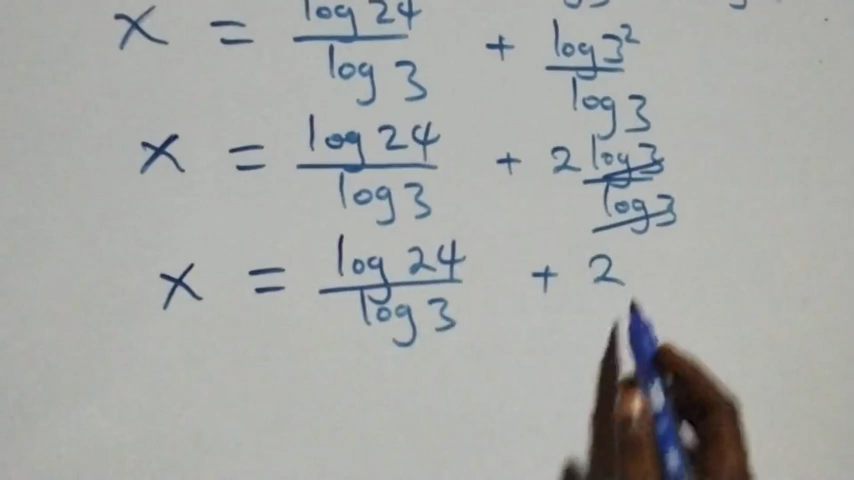 x = log 24 / log 3 + log 3² / log 3
x = log 24 / log 3 + 2 log 3 / log 3
x = log 24 / log 3 + 2